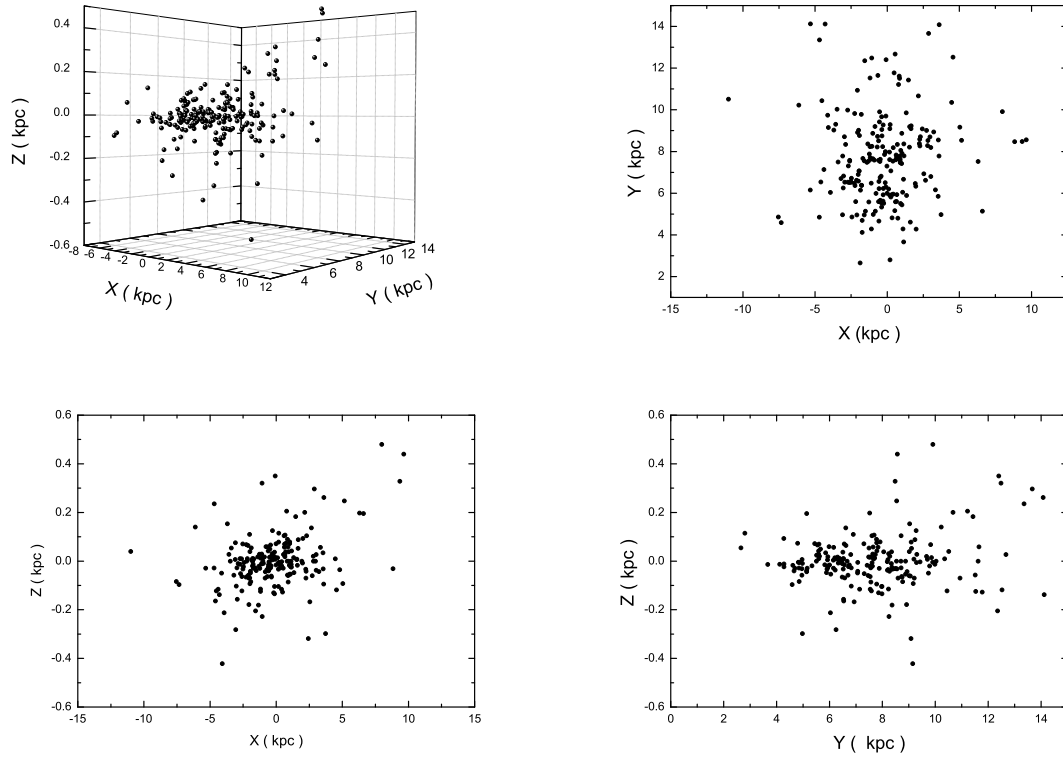 0.4
0.2
0.0
-0.2
-0.4
-0.6
Z ( kpc )
-8 -6 -4 -2 0 2 4 6 8 10 12
X ( kpc )
4 6 8 10 12 14
Y ( kpc )
14
12
10
8
6
4
2
Y ( kpc )
-15 -10 -5 0 5 10
X (kpc )
0.6
0.4
0.2
0.0
-0.2
-0.4
-0.6
Z ( kpc )
-15 -10 -5 0 5 10 15
X ( kpc )
0.6
0.4
0.2
0.0
-0.2
-0.4
-0.6
Z ( kpc )
0 2 4 6 8 10 12 14
Y ( kpc )